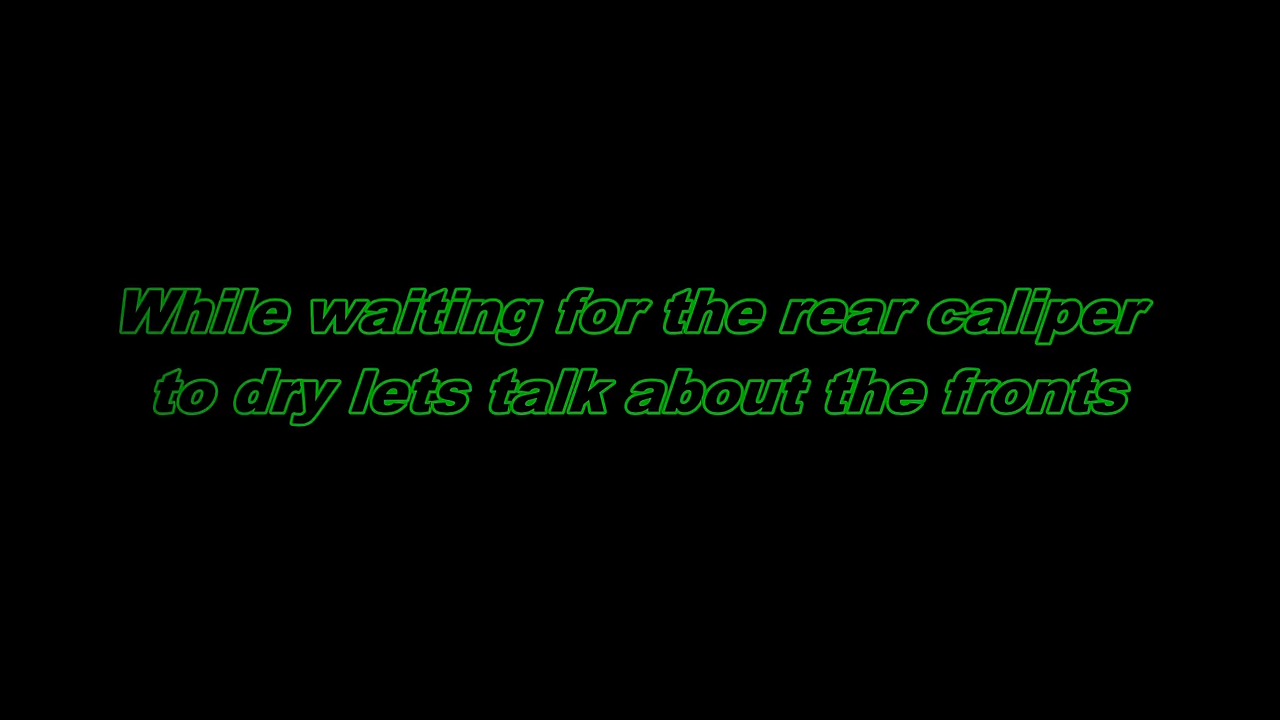 While waiting for the rear caliper
to dry lets talk about the fronts